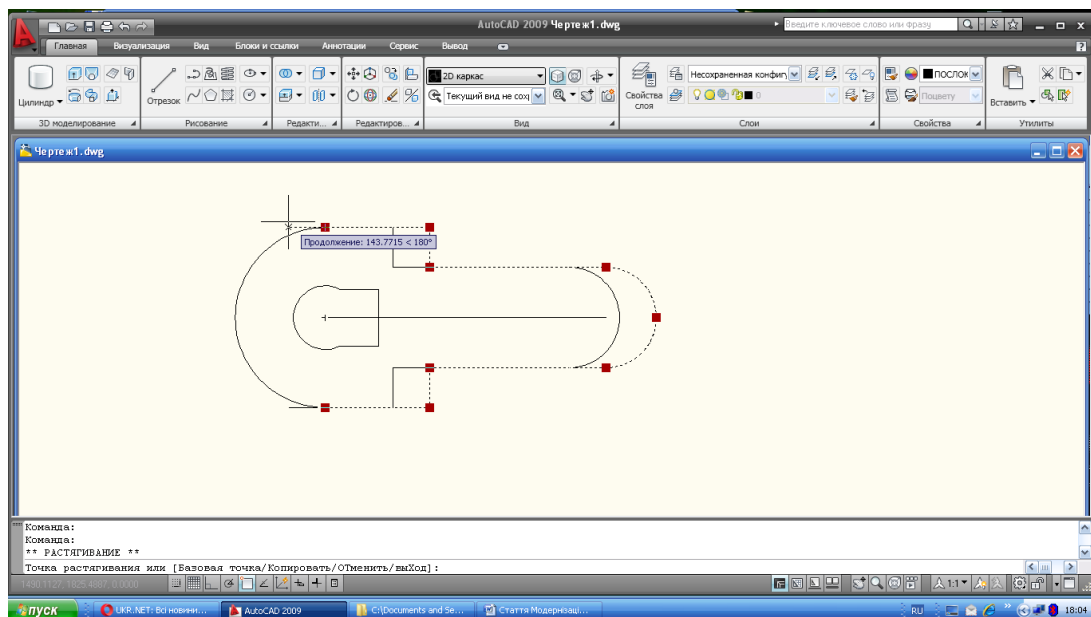 AutoCAD 2009 Чертеж1.dwg
Введите ключевое слово или фразу
Главная Визуализация Вид Блоки и ссылки Аннотации Сервис Вывод
Цилиндр
Отрезок
2D каркас
Текущий вид не сох
Свойства слоя
Несохраненная конфиг
0
ПОСЛОЮ
Поцвету
Вставить
3D моделирование Рисование Редакти... Редактиров... Вид Слои Свойства Утилиты
Чертеж1.dwg
Продолжение: 143.7715 < 180°
Команда:
Команда:
** РАСТЯГИВАНИЕ **
Точка растягивания или [Базовая точка/Копировать/ОТменить/выХод]:
1:1
пуск UKR.NET: Всі новини... AutoCAD 2009 C:\Documents and Se... Стаття Модернізаці... RU 18:04